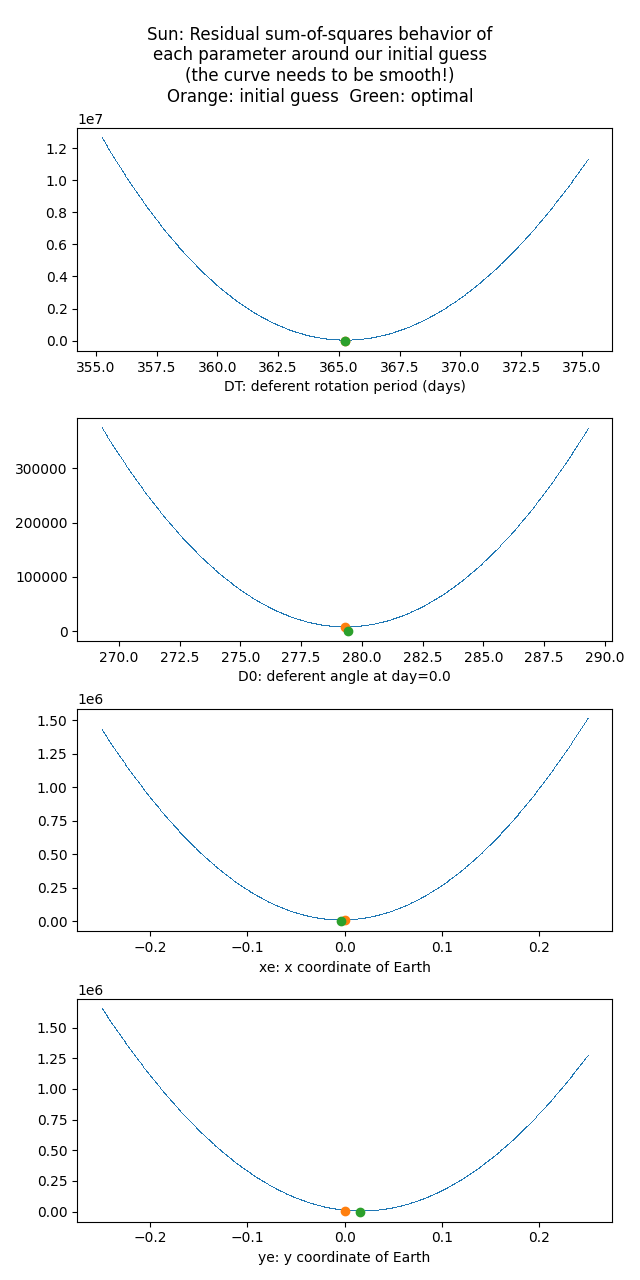 Sun: Residual sum-of-squares behavior of
each parameter around our initial guess
(the curve needs to be smooth!)
Orange: initial guess  Green: optimal
1e7
1.2
1.0
0.8
0.6
0.4
0.2
0.0
355.0 357.5 360.0 362.5 365.0 367.5 370.0 372.5 375.0
DT: deferent rotation period (days)
300000
200000
100000
0
270.0 272.5 275.0 277.5 280.0 282.5 285.0 287.5 290.0
D0: deferent angle at day=0.0
1e6
1.50
1.25
1.00
0.75
0.50
0.25
0.00
−0.2 −0.1 0.0 0.1 0.2
xe: x coordinate of Earth
1e6
1.50
1.25
1.00
0.75
0.50
0.25
0.00
−0.2 −0.1 0.0 0.1 0.2
ye: y coordinate of Earth